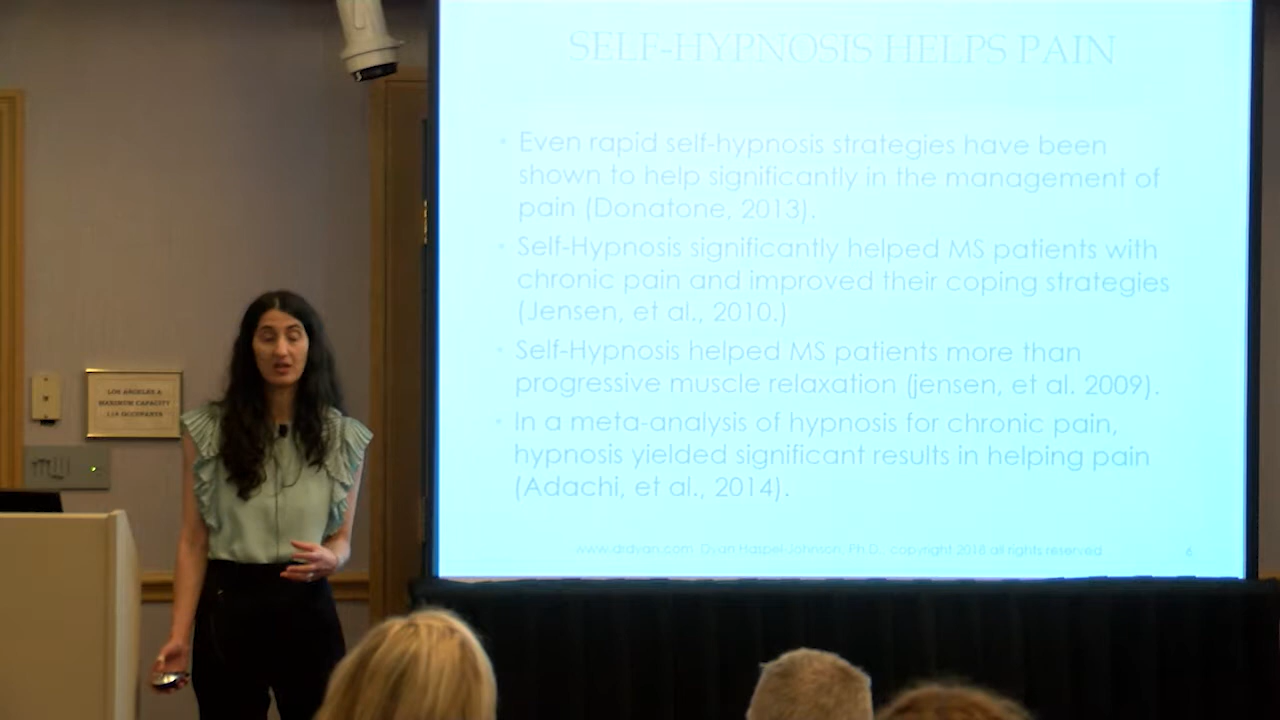 SELF-HYPNOSIS HELPS PAIN
Even rapid self-hypnosis strategies have been
shown to help significantly in the management of
pain (Donatone, 2013).
Self-Hypnosis significantly helped MS patients with
chronic pain and improved their coping strategies
(Jensen, et al., 2010.)
Self-Hypnosis helped MS patients more than
progressive muscle relaxation (jensen, et al. 2009).
In a meta-analysis of hypnosis for chronic pain,
hypnosis yielded significant results in helping pain
(Adachi, et al., 2014).
www.drdyan.com Dyan Haspel-Johnson, Ph.D. copyright 2018 all rights reserved 6
LOS ANGELES A
MAXIMUM CAPACITY
114 OCCUPANTS